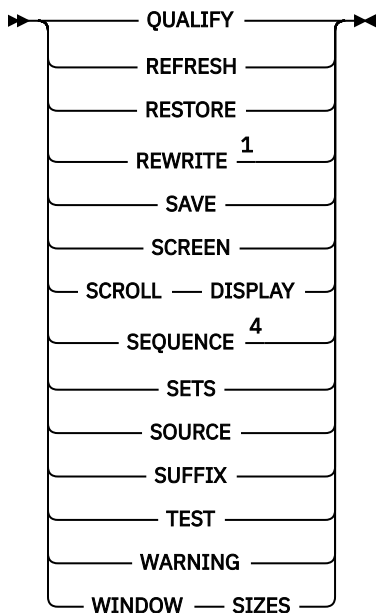 QUALIFY
REFRESH
RESTORE
REWRITE 1
SAVE
SCREEN
SCROLL DISPLAY
SEQUENCE 4
SETS
SOURCE
SUFFIX
TEST
WARNING
WINDOW SIZES